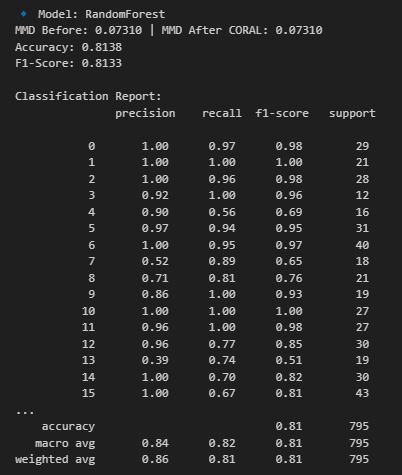 🔹 Model: RandomForest
MMD Before: 0.07310 | MMD After CORAL: 0.07310
Accuracy: 0.8138
F1-Score: 0.8133
Classification Report:
precision recall f1-score support
0 1.00 0.97 0.98 29
1 1.00 1.00 1.00 21
2 1.00 0.96 0.98 28
3 0.92 1.00 0.96 12
4 0.90 0.56 0.69 16
5 0.97 0.94 0.95 31
6 1.00 0.95 0.97 40
7 0.52 0.89 0.65 18
8 0.71 0.81 0.76 21
9 0.86 1.00 0.93 19
10 1.00 1.00 1.00 27
11 0.96 1.00 0.98 27
12 0.96 0.77 0.85 30
13 0.39 0.74 0.51 19
14 1.00 0.70 0.82 30
15 1.00 0.67 0.81 43
...
accuracy 0.81 795
macro avg 0.84 0.82 0.81 795
weighted avg 0.86 0.81 0.81 795